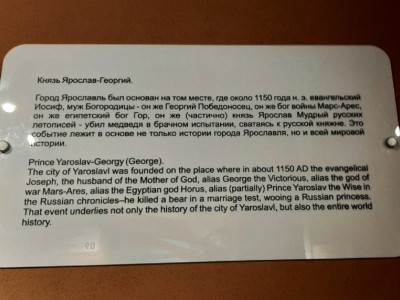 Князь Ярослав-Георгий.
Город Ярославль был основан на том месте, где около 1150 года н. э. евангельский
Иосиф, муж Богородицы - он же Георгий Победоносец, он же бог войны Марс-Арес,
он же египетский бог Гор, он же (частично) князь Ярослав Мудрый русских
летописей - убил медведя в брачном испытании, сватаясь к русской княжне. Это
событие лежит в основе не только истории города Ярославля, но и всей мировой
истории.
Prince Yaroslav-Georgy (George).
The city of Yaroslavl was founded on the place where in about 1150 AD the evangelical
Joseph, the husband of the Mother of God, alias George the Victorious, alias the god of
war Mars-Ares, alias the Egyptian god Horus, alias (partially) Prince Yaroslav the Wise in
the Russian chronicles–he killed a bear in a marriage test, wooing a Russian princess.
That event underlies not only the history of the city of Yaroslavl, but also the entire world
history.